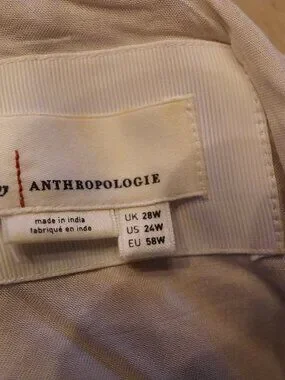 ANTHROPOLOGIE
made in india
fabriqué en inde
UK 28W
US 24W
EU 58W